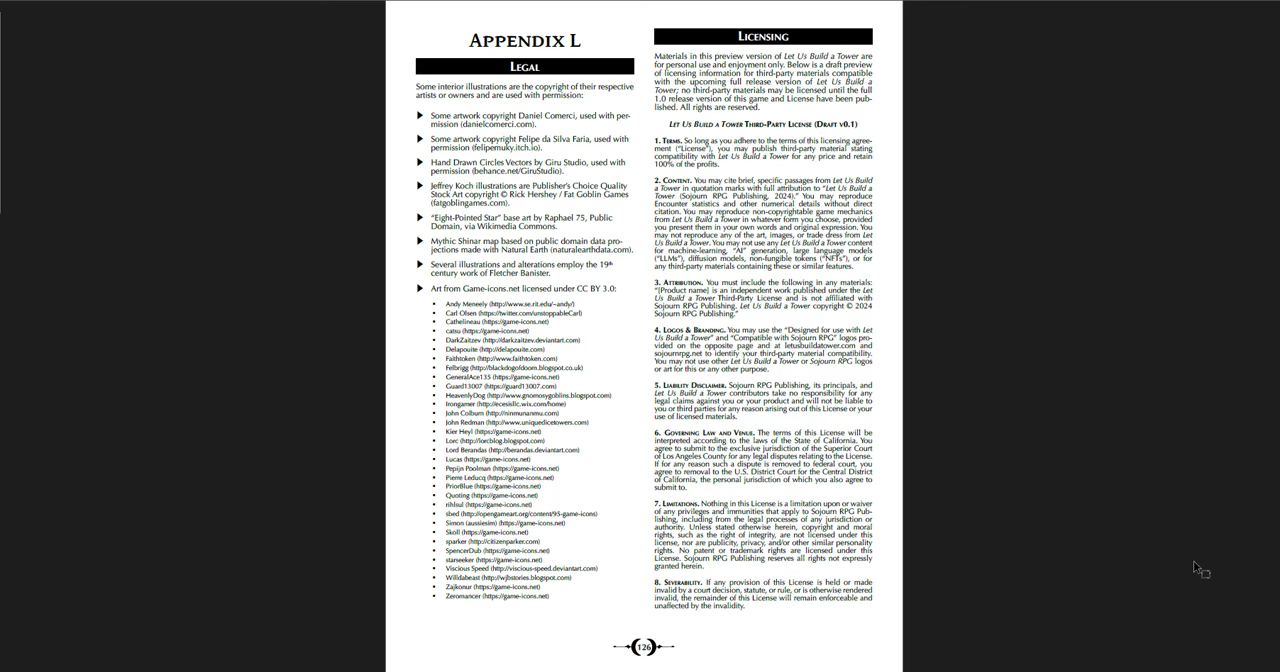 APPENDIX L
LEGAL
Some interior illustrations are the copyright of their respective
artists or owners and are used with permission:
Some artwork copyright Daniel Comerci, used with per-
mission (danielcomerci.com).
Some artwork copyright Felipe da Silva Faria, used with
permission (felipemuky.itch.io).
Hand Drawn Circles Vectors by Giru Studio, used with
permission (behance.net/GiruStudio).
Jeffrey Koch illustrations are Publisher's Choice Quality
Stock Art copyright © Rick Hershey / Fat Goblin Games
(fatgoblingames.com).
"Eight-Pointed Star" base art by Raphael 75, Public
Domain, via Wikimedia Commons.
Mythic Shinar map based on public domain data pro-
jections made with Natural Earth (naturalearthdata.com).
Several illustrations and alterations employ the 19th
century work of Fletcher Banister.
Art from Game-icons.net licensed under CC BY 3.0:
• Andy Meneely (http://www.se.rit.edu/~andy/)
• Carl Olsen (https://twitter.com/unstoppableCarl)
• Cathelineau (https://game-icons.net)
• catsu (https://game-icons.net)
• DarkZaitzev (http://darkzaitzev.deviantart.com)
• Delapouite (http://delapouite.com)
• Faithtoken (http://www.faithtoken.com)
• Felbrigg (http://blackdogofdoom.blogspot.co.uk)
• GeneralAce135 (https://game-icons.net)
• Guard13007 (https://guard13007.com)
• HeavenlyDog (http://www.gnomosygoblins.blogspot.com)
• Irongamer (http://ecesisllc.wix.com/home)
• John Colburn (http://ninmunanmu.com)
• John Redman (http://www.uniquedicetowers.com)
• Kier Heyl (https://game-icons.net)
• Lorc (http://lorcblog.blogspot.com)
• Lord Berandas (http://berandas.deviantart.com)
• Lucas (https://game-icons.net)
• Pepijn Poolman (https://game-icons.net)
• Pierre Leducq (https://game-icons.net)
• PriorBlue (https://game-icons.net)
• Quoting (https://game-icons.net)
• rihlsul (https://game-icons.net)
• sbed (http://opengameart.org/content/95-game-icons)
• Simon (aussiesim) (https://game-icons.net)
• Skoll (https://game-icons.net)
• sparker (http://citizenparker.com)
• SpencerDub (https://game-icons.net)
• starseeker (https://game-icons.net)
• Viscious Speed (http://viscious-speed.deviantart.com)
• Willdabeast (http://wjbstories.blogspot.com)
• Zajkonur (https://game-icons.net)
• Zeromancer (https://game-icons.net)
LICENSING
Materials in this preview version of Let Us Build a Tower are
for personal use and enjoyment only. Below is a draft preview
of licensing information for third-party materials compatible
with the upcoming full release version of Let Us Build a
Tower; no third-party materials may be licensed until the full
1.0 release version of this game and License have been pub-
lished. All rights are reserved.
LET US BUILD A TOWER THIRD-PARTY LICENSE (DRAFT V0.1)
1. TERMS. So long as you adhere to the terms of this licensing agree-
ment ("License"), you may publish third-party material stating
compatibility with Let Us Build a Tower for any price and retain
100% of the profits.
2. CONTENT. You may cite brief, specific passages from Let Us Build
a Tower in quotation marks with full attribution to "Let Us Build a
Tower (Sojourn RPG Publishing, 2024)." You may reproduce
Encounter statistics and other numerical details without direct
citation. You may reproduce non-copyrightable game mechanics
from Let Us Build a Tower in whatever form you choose, provided
you present them in your own words and original expression. You
may not reproduce any of the art, images, or trade dress from Let
Us Build a Tower. You may not use any Let Us Build a Tower content
for machine-learning, "AI" generation, large language models
("LLMs"), diffusion models, non-fungible tokens ("NFTs"), or for
any third-party materials containing these or similar features.
3. ATTRIBUTION. You must include the following in any materials:
"[Product name] is an independent work published under the Let
Us Build a Tower Third-Party License and is not affiliated with
Sojourn RPG Publishing. Let Us Build a Tower copyright © 2024
Sojourn RPG Publishing."
4. LOGOS & BRANDING. You may use the "Designed for use with Let
Us Build a Tower" and "Compatible with Sojourn RPG" logos pro-
vided on the opposite page and at letusbuildatower.com and
sojournrpg.net to identify your third-party material compatibility.
You may not use other Let Us Build a Tower or Sojourn RPG logos
or art for this or any other purpose.
5. LIABILITY DISCLAIMER. Sojourn RPG Publishing, its principals, and
Let Us Build a Tower contributors take no responsibility for any
legal claims against you or your product and will not be liable to
you or third parties for any reason arising out of this License or your
use of licensed materials.
6. GOVERNING LAW AND VENUE. The terms of this License will be
interpreted according to the laws of the State of California. You
agree to submit to the exclusive jurisdiction of the Superior Court
of Los Angeles County for any legal disputes relating to the License.
If for any reason such a dispute is removed to federal court, you
agree to removal to the U.S. District Court for the Central District
of California, the personal jurisdiction of which you also agree to
submit to.
7. LIMITATIONS. Nothing in this License is a limitation upon or waiver
of any privileges and immunities that apply to Sojourn RPG Pub-
lishing, including from the legal processes of any jurisdiction or
authority. Unless stated otherwise herein, copyright and moral
rights, such as the right of integrity, are not licensed under this
license, nor are publicity, privacy, and/or other similar personality
rights. No patent or trademark rights are licensed under this
License. Sojourn RPG Publishing reserves all rights not expressly
granted herein.
8. SEVERABILITY. If any provision of this License is held or made
invalid by a court decision, statute, or rule, or is otherwise rendered
invalid, the remainder of this License will remain enforceable and
unaffected by the invalidity.
126